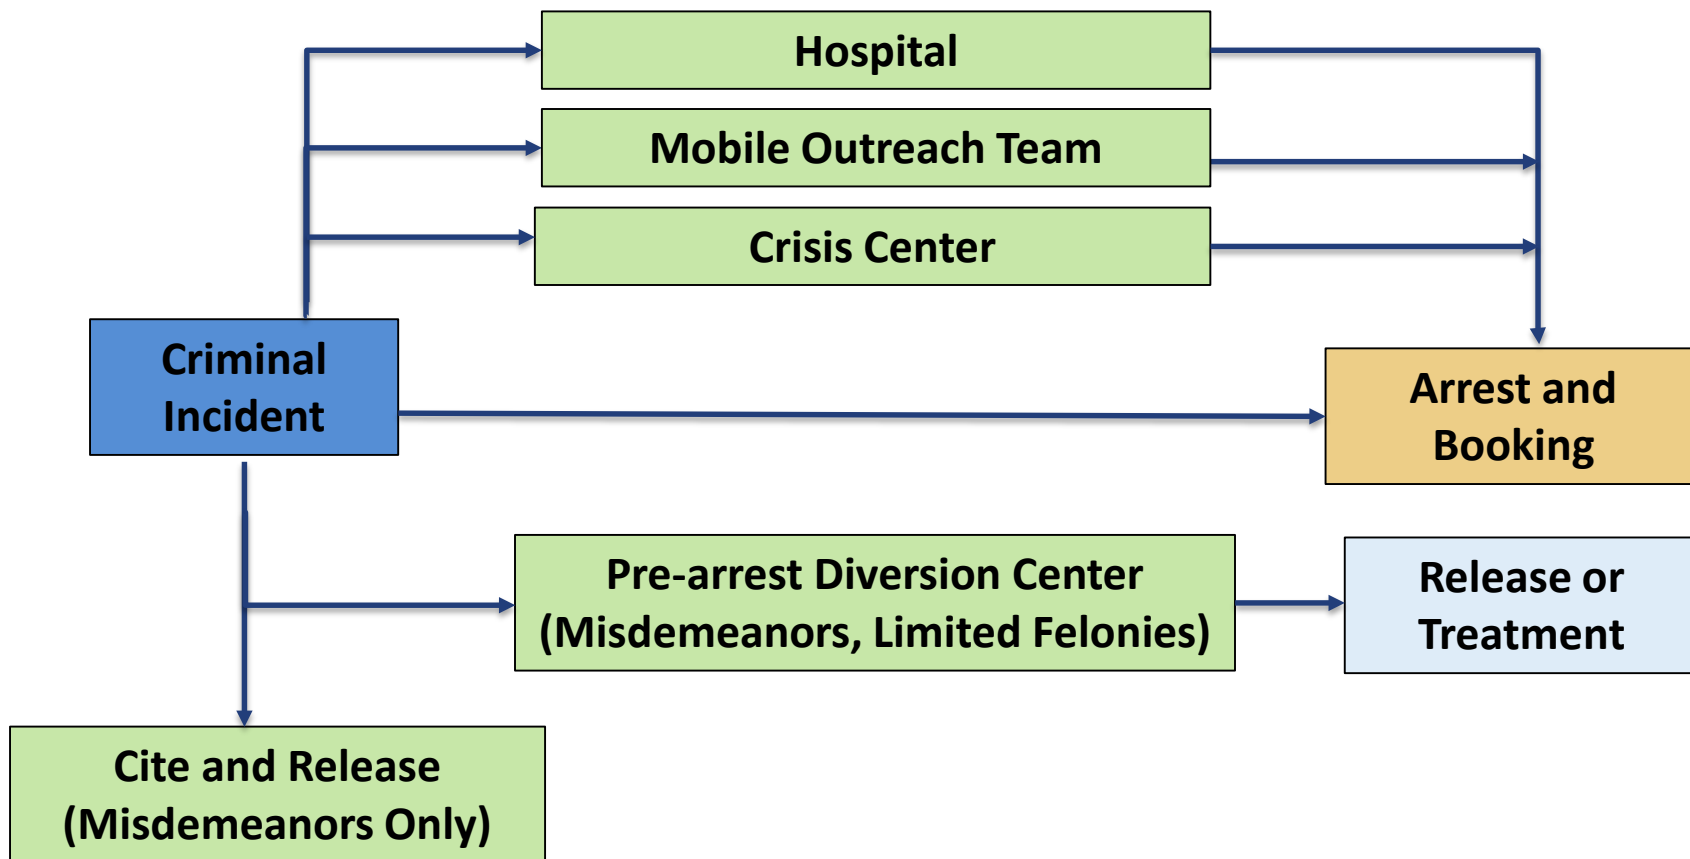 Hospital
Mobile Outreach Team
Crisis Center
Criminal
Incident
Arrest and
Booking
Pre-arrest Diversion Center
(Misdemeanors, Limited Felonies)
Release or
Treatment
Cite and Release
(Misdemeanors Only)